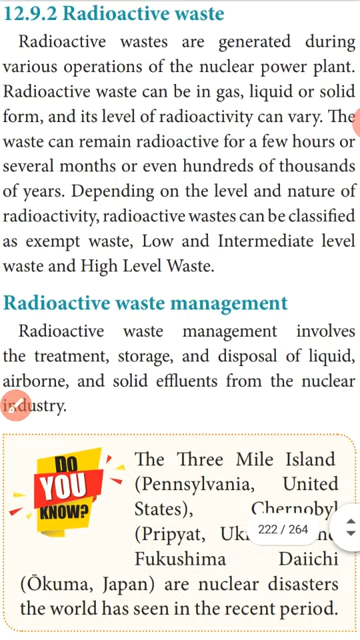 12.9.2 Radioactive waste
Radioactive wastes are generated during
various operations of the nuclear power plant.
Radioactive waste can be in gas, liquid or solid
form, and its level of radioactivity can vary. The
waste can remain radioactive for a few hours or
several months or even hundreds of thousands
of years. Depending on the level and nature of
radioactivity, radioactive wastes can be classified
as exempt waste, Low and Intermediate level
waste and High Level Waste.
Radioactive waste management
Radioactive waste management involves
the treatment, storage, and disposal of liquid,
airborne, and solid effluents from the nuclear
industry.
DO
YOU
KNOW?
The Three Mile Island
(Pennsylvania, United
States), Chernobyl
(Pripyat,
222 / 264
Fukushima Daiichi
(Ōkuma, Japan) are nuclear disasters
the world has seen in the recent period.